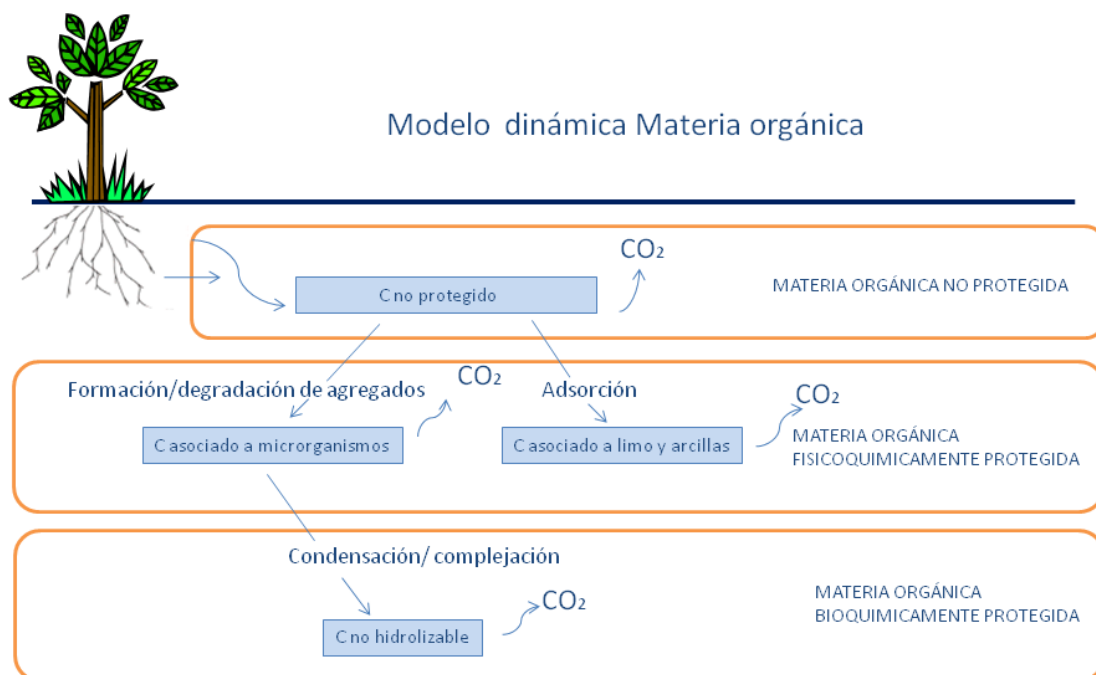 Modelo dinámica Materia orgánica
CO₂
C no protegido
MATERIA ORGÁNICA NO PROTEGIDA
Formación/degradación de agregados
CO₂
Adsorción
CO₂
C asociado a microrganismos
C asociado a limo y arcillas
MATERIA ORGÁNICA
FISICOQUIMICAMENTE PROTEGIDA
Condensación/ complejación
CO₂
C no hidrolizable
MATERIA ORGÁNICA
BIOQUIMICAMENTE PROTEGIDA